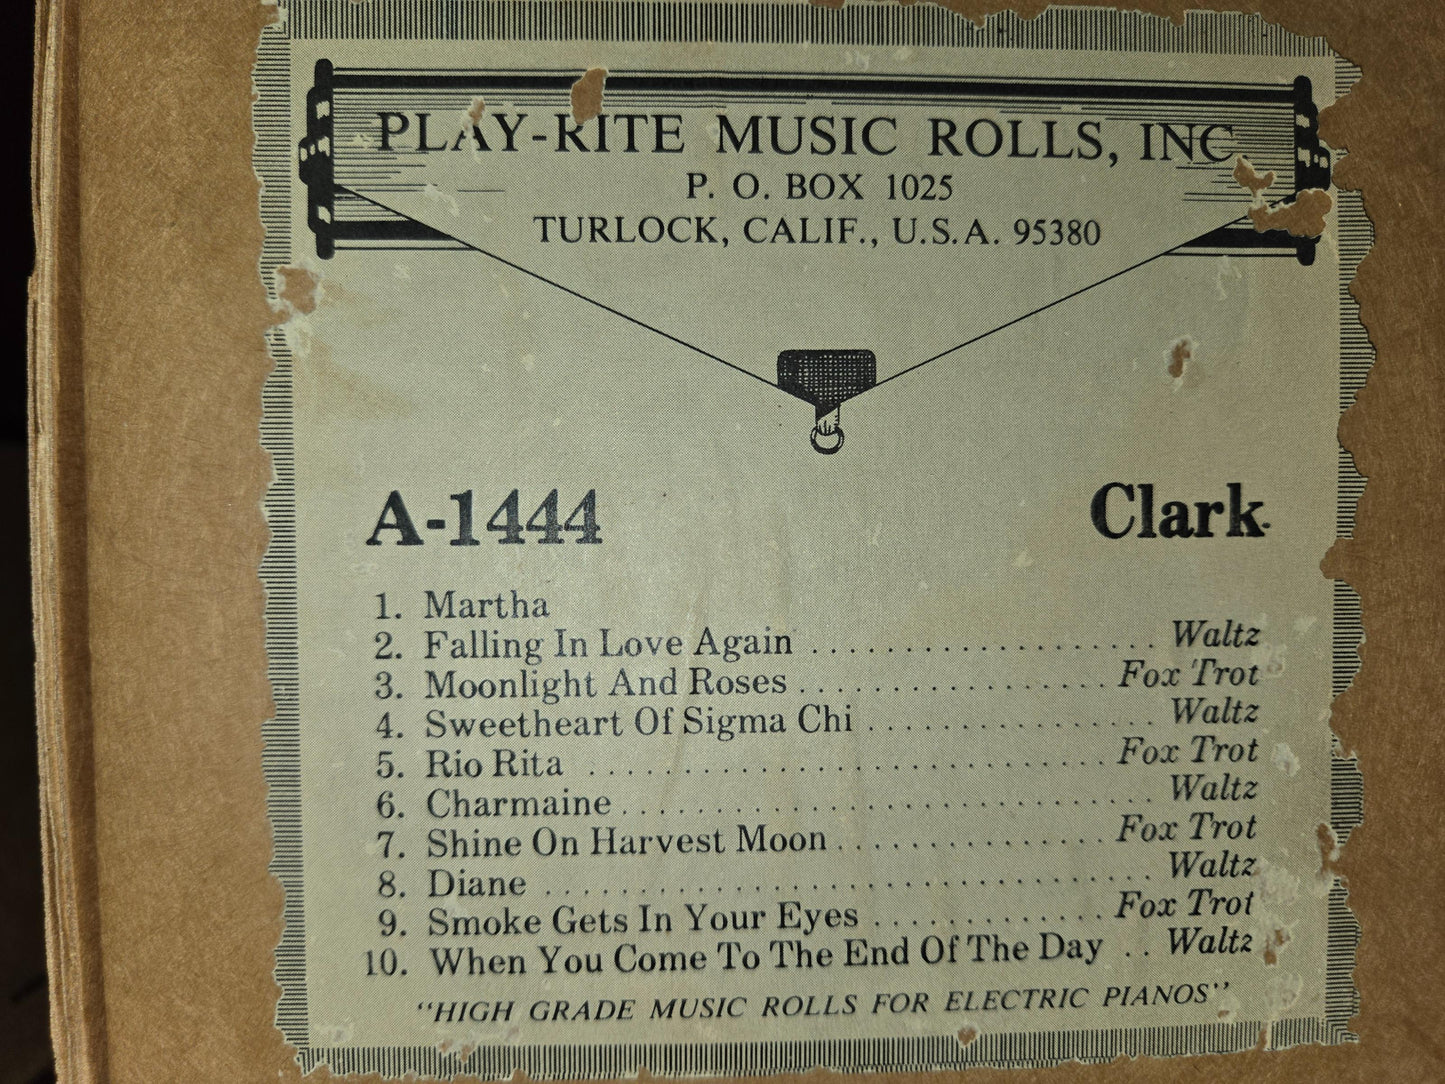 PLAY-RITE MUSIC ROLLS, INC
P. O. BOX 1025
TURLOCK, CALIF., U.S.A. 95380
A-1444 Clark
1. Martha
2. Falling In Love Again .................. Waltz
3. Moonlight And Roses ................ Fox Trot
4. Sweetheart Of Sigma Chi ................ Waltz
5. Rio Rita ............................ Fox Trot
6. Charmaine ............................ Waltz
7. Shine On Harvest Moon .............. Fox Trot
8. Diane ................................ Waltz
9. Smoke Gets In Your Eyes ............ Fox Trot
10. When You Come To The End Of The Day .. Waltz
"HIGH GRADE MUSIC ROLLS FOR ELECTRIC PIANOS"